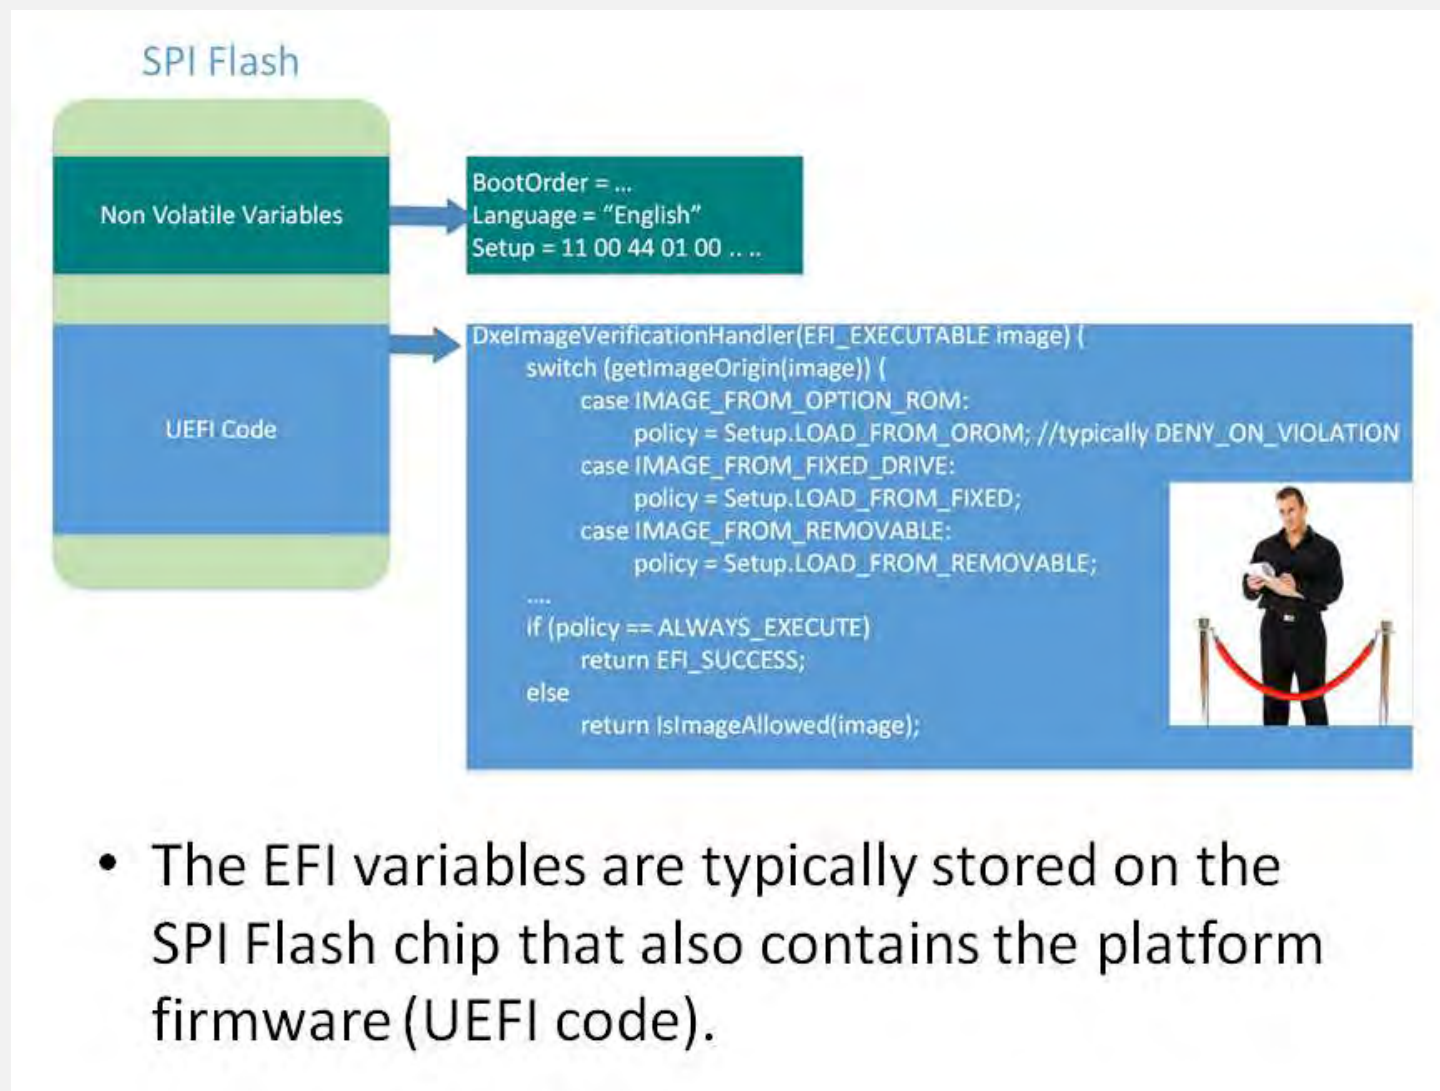 SPI Flash
Non Volatile Variables
BootOrder = ...
Language = “English”
Setup = 11 00 44 01 00 .. ..
UEFI Code
DxeImageVerificationHandler(EFI_EXECUTABLE image) {
switch (getImageOrigin(image)) {
case IMAGE_FROM_OPTION_ROM:
policy = Setup.LOAD_FROM_OROM; //typically DENY_ON_VIOLATION
case IMAGE_FROM_FIXED_DRIVE:
policy = Setup.LOAD_FROM_FIXED;
case IMAGE_FROM_REMOVABLE:
policy = Setup.LOAD_FROM_REMOVABLE;
....
if (policy == ALWAYS_EXECUTE)
return EFI_SUCCESS;
else
return IsImageAllowed(image);
• The EFI variables are typically stored on the
SPI Flash chip that also contains the platform
firmware (UEFI code).